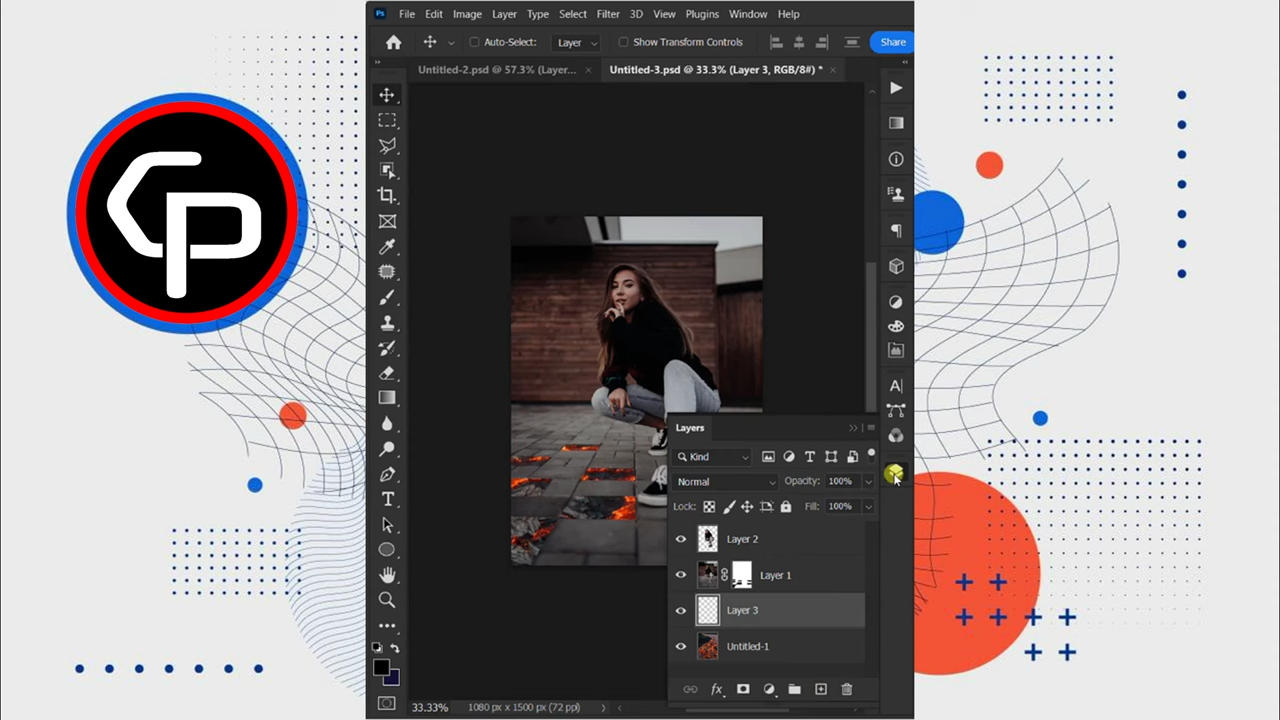 CP
Ps File Edit Image Layer Type Select Filter 3D View Plugins Window Help
Auto-Select: Layer Show Transform Controls Share
Untitled-2.psd @ 57.3% (Layer... × Untitled-3.psd @ 33.3% (Layer 3, RGB/8#) * ×
Layers
Kind
Normal Opacity: 100%
Lock: Fill: 100%
Layer 2
Layer 1
Layer 3
Untitled-1
fx
33.33% 1080 px x 1500 px (72 ppi)